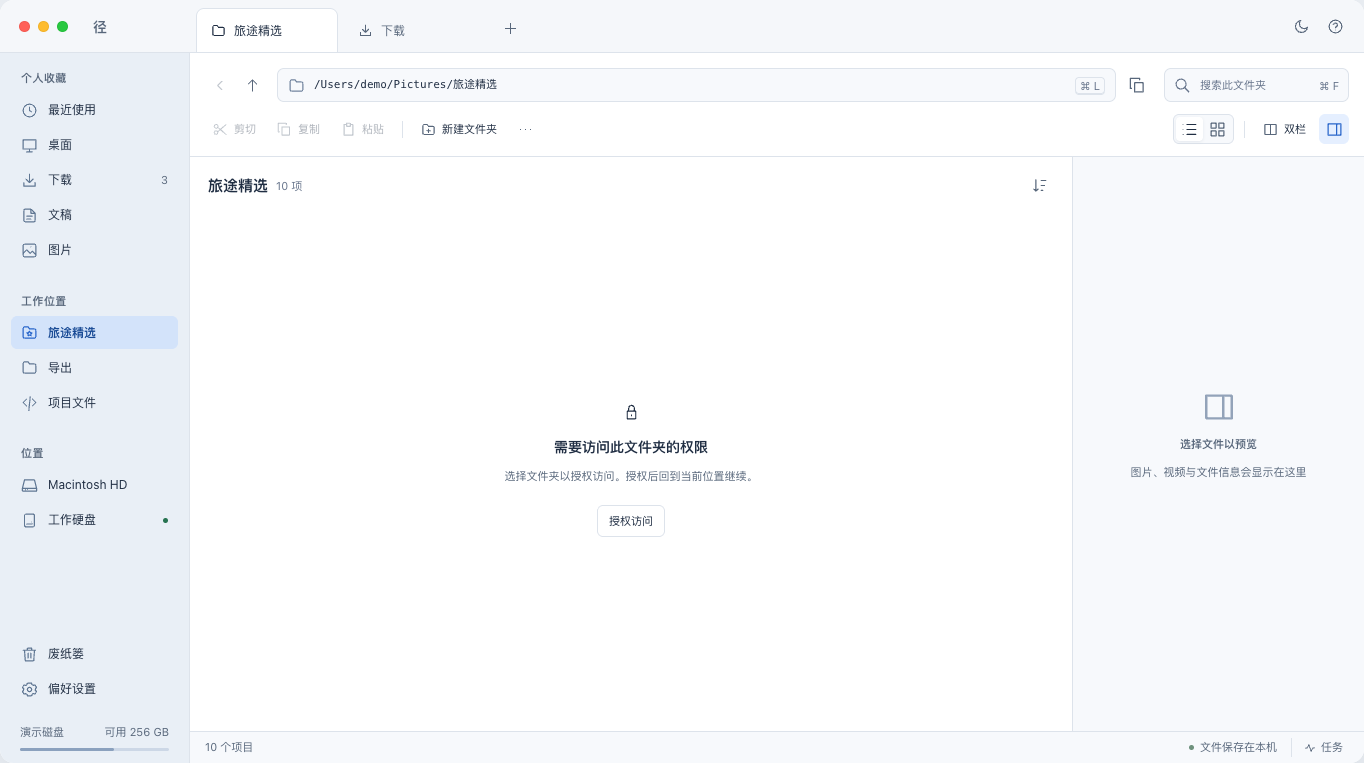 径
旅途精选
下载
个人收藏
最近使用
桌面
下载 3
文稿
图片
工作位置
旅途精选
导出
项目文件
位置
Macintosh HD
工作硬盘
废纸篓
偏好设置
演示磁盘 可用 256 GB
/Users/demo/Pictures/旅途精选 ⌘ L
搜索此文件夹 ⌘ F
剪切 复制 粘贴 新建文件夹 ··· 双栏
旅途精选 10 项
需要访问此文件夹的权限
选择文件夹以授权访问。授权后回到当前位置继续。
授权访问
选择文件以预览
图片、视频与文件信息会显示在这里
10 个项目
文件保存在本机
任务